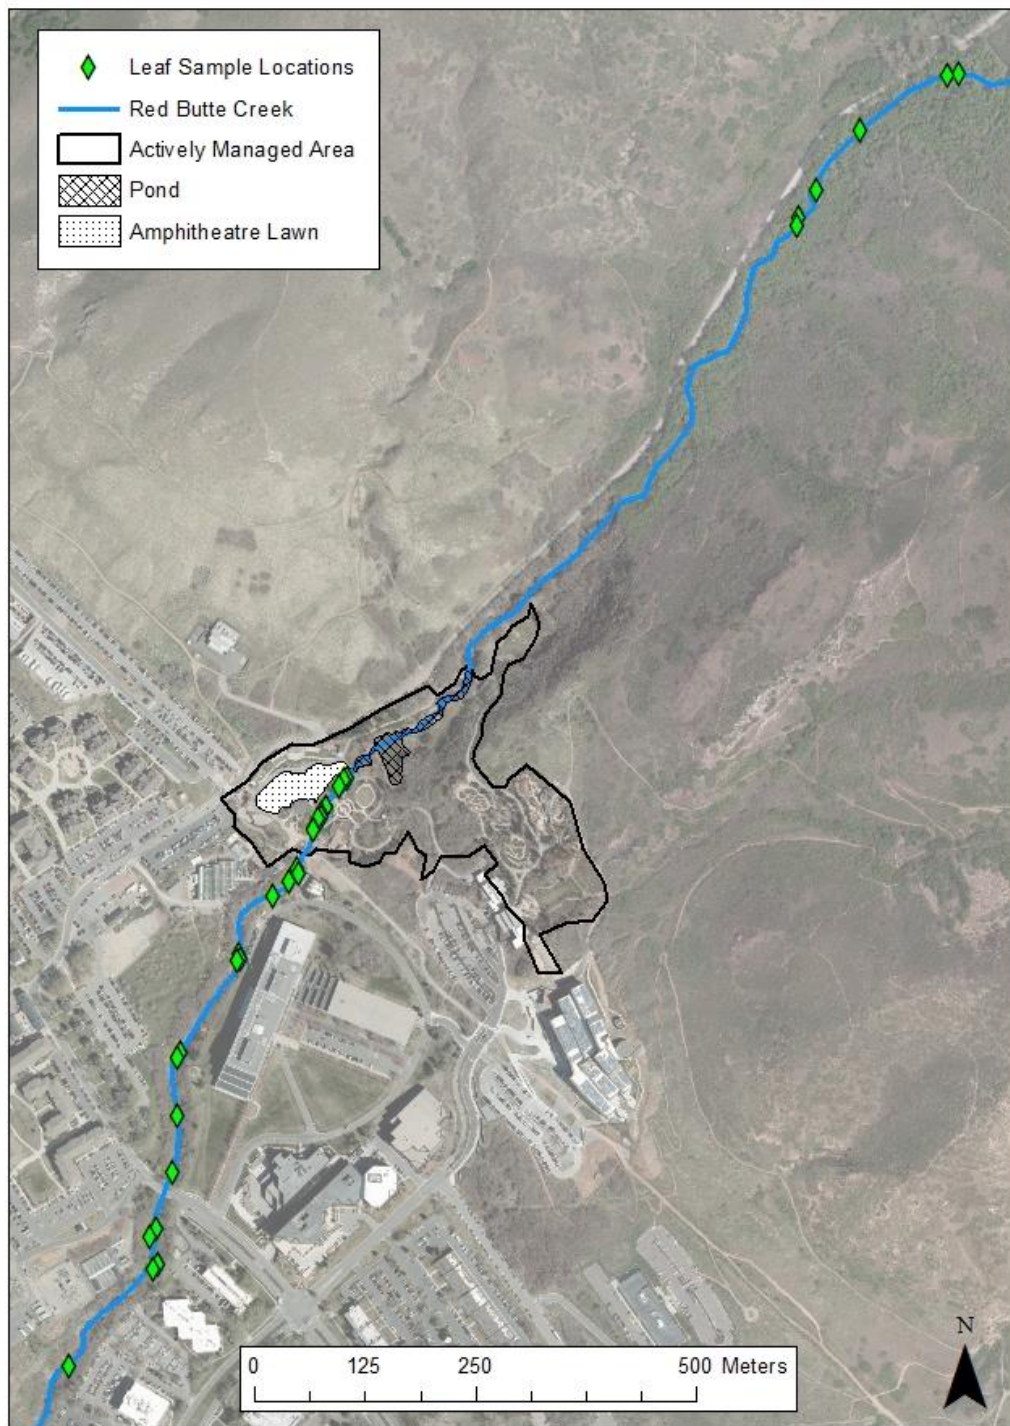 Leaf Sample Locations
Red Butte Creek
Actively Managed Area
Pond
Amphitheatre Lawn
N
0 125 250 500 Meters